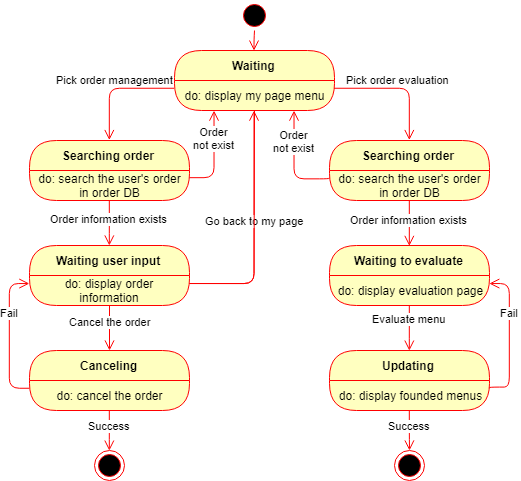 Waiting
do: display my page menu
Pick order management
Pick order evaluation
Order
not exist
Order
not exist
Searching order
do: search the user's order
in order DB
Searching order
do: search the user's order
in order DB
Order information exists
Go back to my page
Order information exists
Waiting user input
do: display order
information
Waiting to evaluate
do: display evaluation page
Fail
Cancel the order
Evaluate menu
Fail
Canceling
do: cancel the order
Updating
do: display founded menus
Success
Success